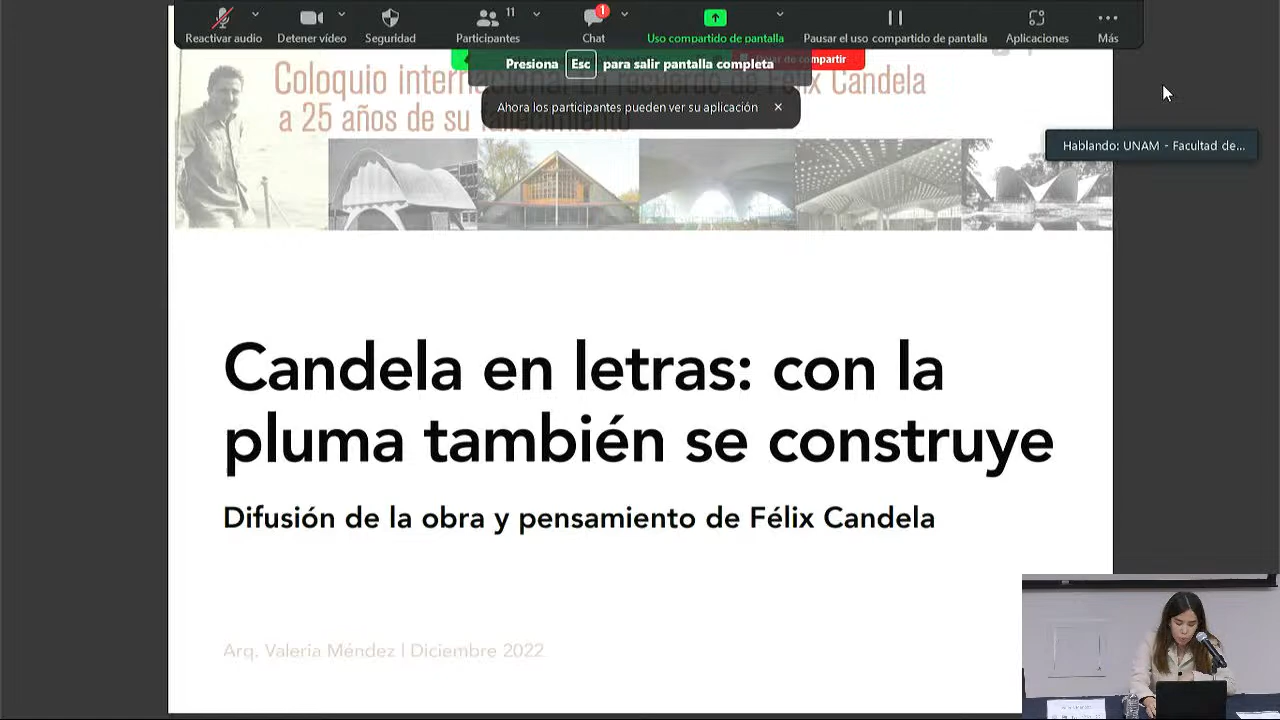 Reactivar audio
Detener vídeo
Seguridad
11
Participantes
1
Chat
Uso compartido de pantalla
Pausar el uso compartido de pantalla
Aplicaciones
Más
Presiona Esc para salir pantalla completa
compartir
Ahora los participantes pueden ver su aplicación
Hablando: UNAM - Facultad de...
Coloquio internacional En recuerdo de Félix Candela
a 25 años de su fallecimiento
Candela en letras: con la
pluma también se construye
Difusión de la obra y pensamiento de Félix Candela
Arq. Valeria Méndez | Diciembre 2022